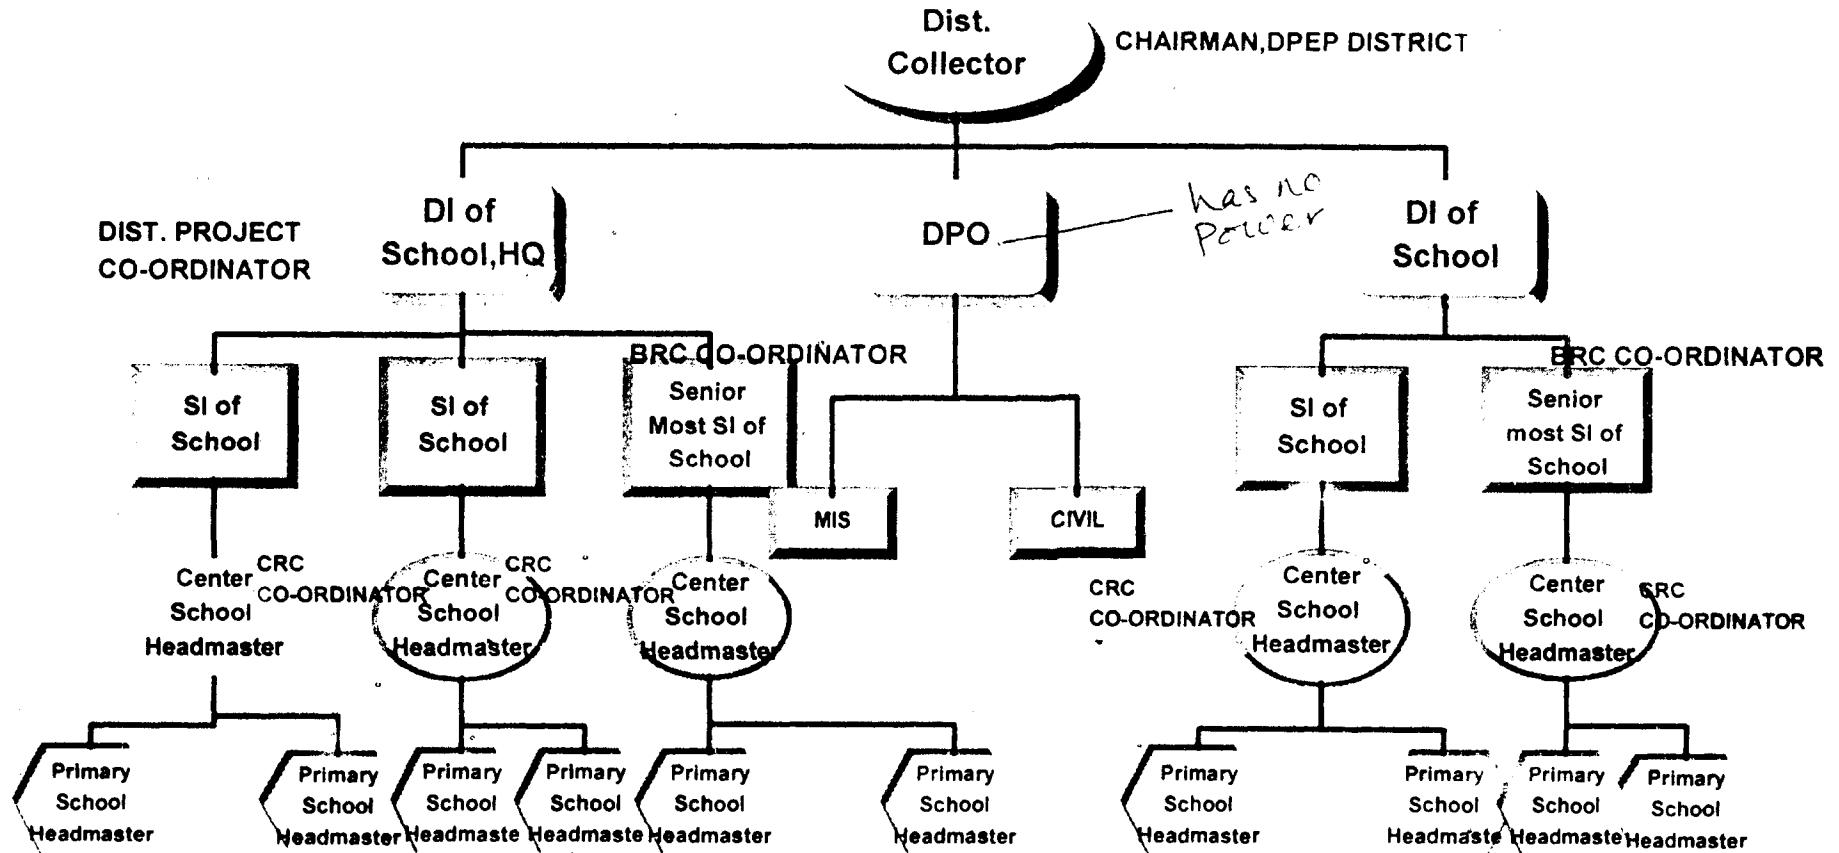 Dist.
Collector
CHAIRMAN,DPEP DISTRICT
DIST. PROJECT
CO-ORDINATOR
DI of
School,HQ
DPO
has no
power
DI of
School
SI of
School
SI of
School
BRC CO-ORDINATOR
Senior
Most SI of
School
MIS
CIVIL
SI of
School
BRC CO-ORDINATOR
Senior
most SI of
School
Center
School
Headmaster
CRC
CO-ORDINATOR
Center
School
Headmaster
CRC
CO-ORDINATOR
Center
School
Headmaster
CRC
CO-ORDINATOR
Center
School
Headmaster
Center
School
Headmaster
CRC
CO-ORDINATOR
Primary
School
Headmaster
Primary
School
Headmaster
Primary
School
Headmaste
Primary
School
Headmaste
Primary
School
Headmaster
Primary
School
Headmaster
Primary
School
Headmaster
Primary
School
Headmaste
Primary
School
Headmaste
Primary
School
Headmaster